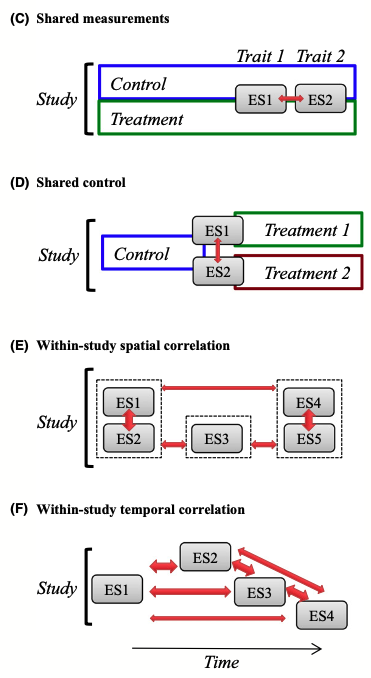 (C) Shared measurements
Trait 1 Trait 2
Control
Study
ES1 ES2
Treatment
(D) Shared control
ES1
Treatment 1
Study
Control
ES2
Treatment 2
(E) Within-study spatial correlation
ES1
ES4
Study
ES2
ES3
ES5
(F) Within-study temporal correlation
ES2
Study
ES1
ES3
ES4
Time